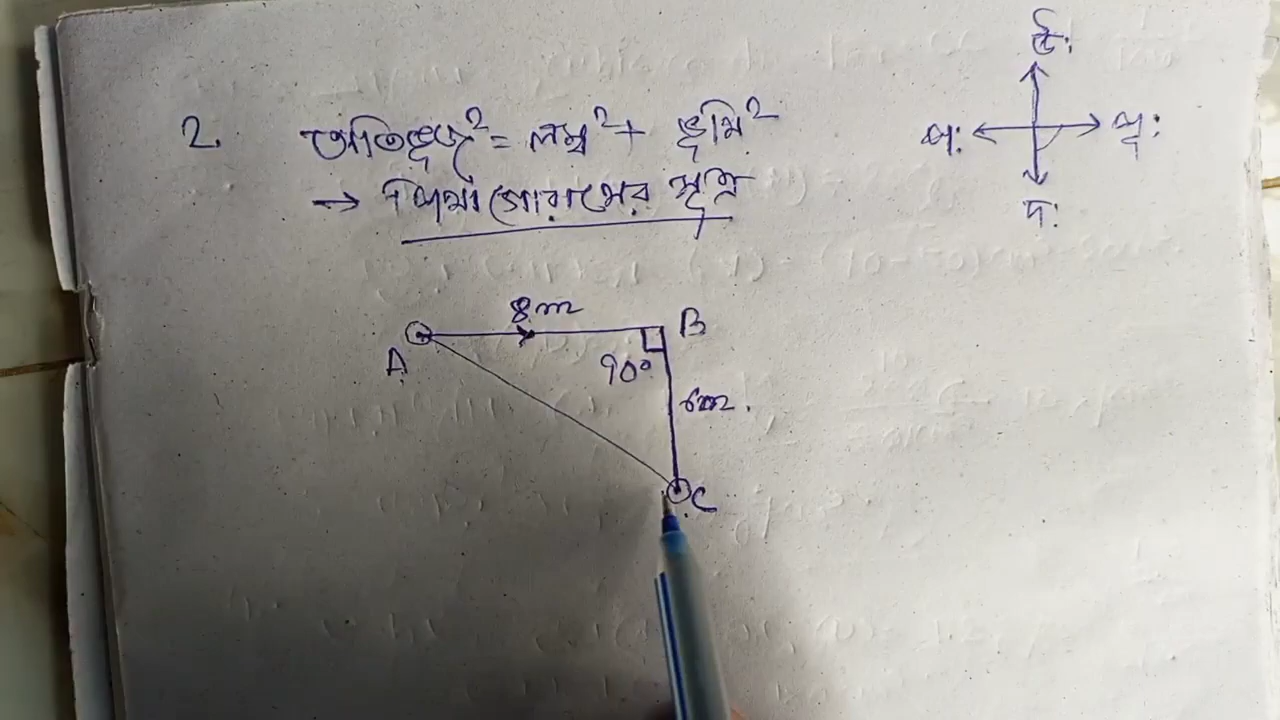 উ:
2. অতিভুজ² = লম্ব² + ভূমি²
প: পূ:
→ পিথাগোরাসের সূত্র
দ:
8m
A B
90°
6m.
C